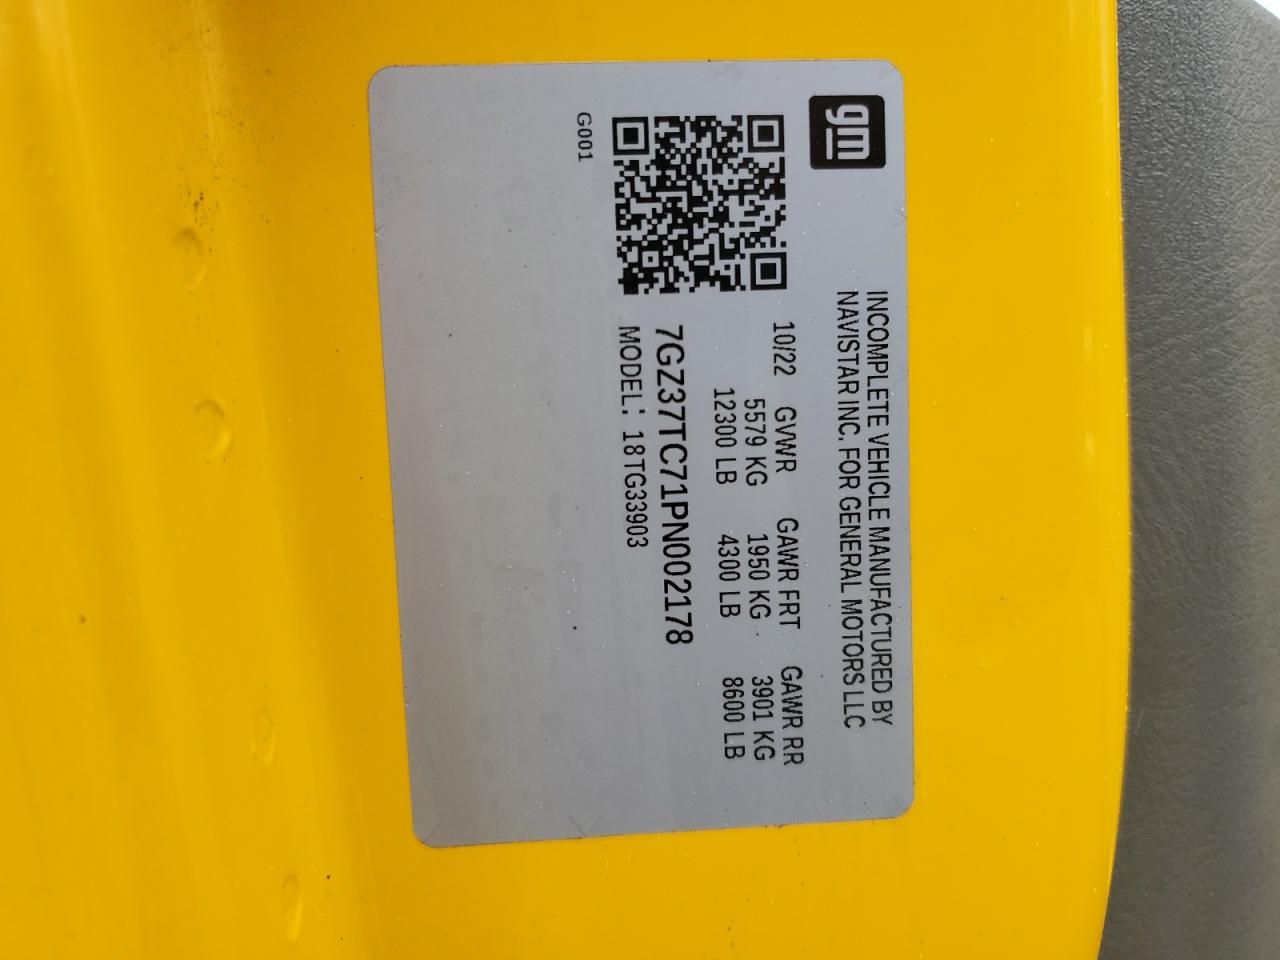 gm
INCOMPLETE VEHICLE MANUFACTURED BY
NAVISTAR INC. FOR GENERAL MOTORS LLC
10/22 GVWR GAWR FRT GAWR RR
5579 KG 1950 KG 3901 KG
12300 LB 4300 LB 8600 LB
7GZ37TC71PN002178
MODEL: 18TG33903
G001